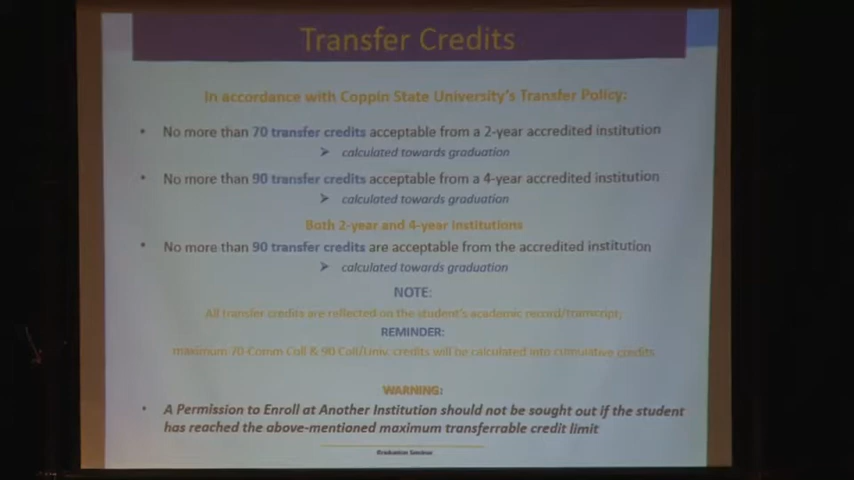 Transfer Credits
In accordance with Coppin State University's Transfer Policy:
• No more than 70 transfer credits acceptable from a 2-year accredited institution
➢ calculated towards graduation
• No more than 90 transfer credits acceptable from a 4-year accredited institution
➢ calculated towards graduation
Both 2-year and 4-year institutions
• No more than 90 transfer credits are acceptable from the accredited institution
➢ calculated towards graduation
NOTE:
All transfer credits are reflected on the student's academic record/transcript;
REMINDER:
maximum 70 Comm Coll & 90 Coll/Univ. credits will be calculated into cumulative credits
WARNING:
• A Permission to Enroll at Another Institution should not be sought out if the student
has reached the above-mentioned maximum transferrable credit limit
Graduation Seminar